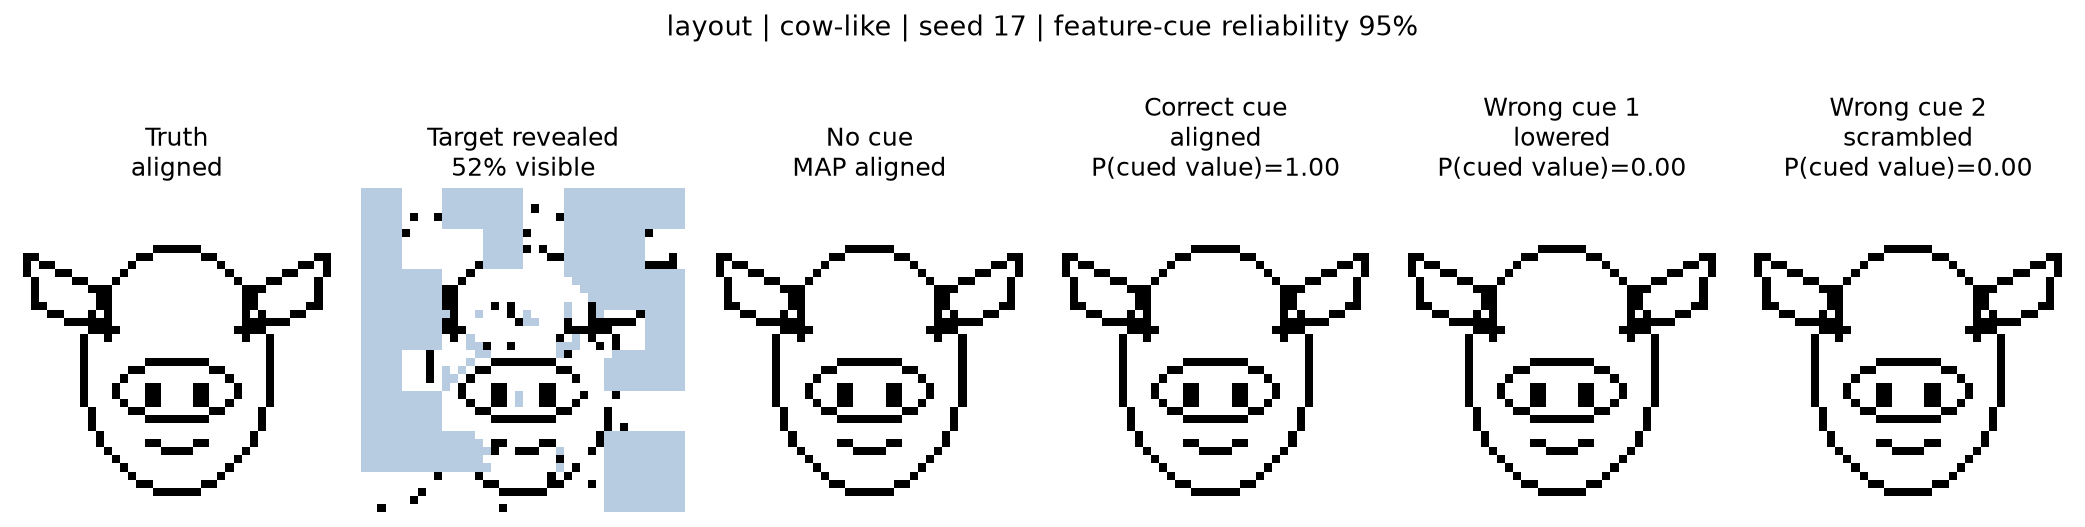 layout | cow-like | seed 17 | feature-cue reliability 95%
Truth
aligned
Target revealed
52% visible
No cue
MAP aligned
Correct cue
aligned
P(cued value)=1.00
Wrong cue 1
lowered
P(cued value)=0.00
Wrong cue 2
scrambled
P(cued value)=0.00